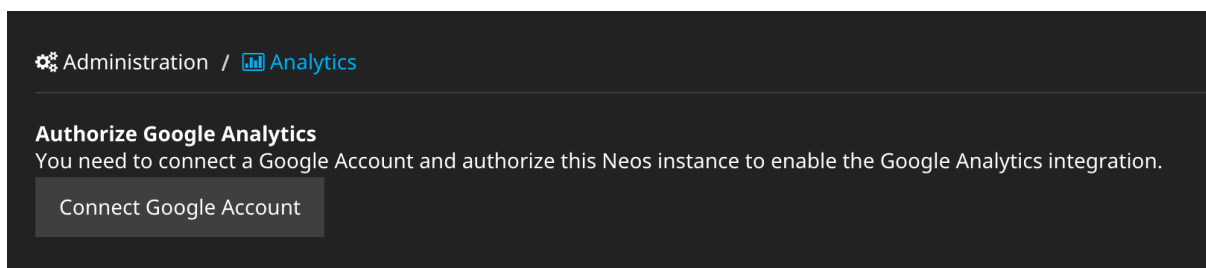 Administration / Analytics
Authorize Google Analytics
You need to connect a Google Account and authorize this Neos instance to enable the Google Analytics integration.
Connect Google Account